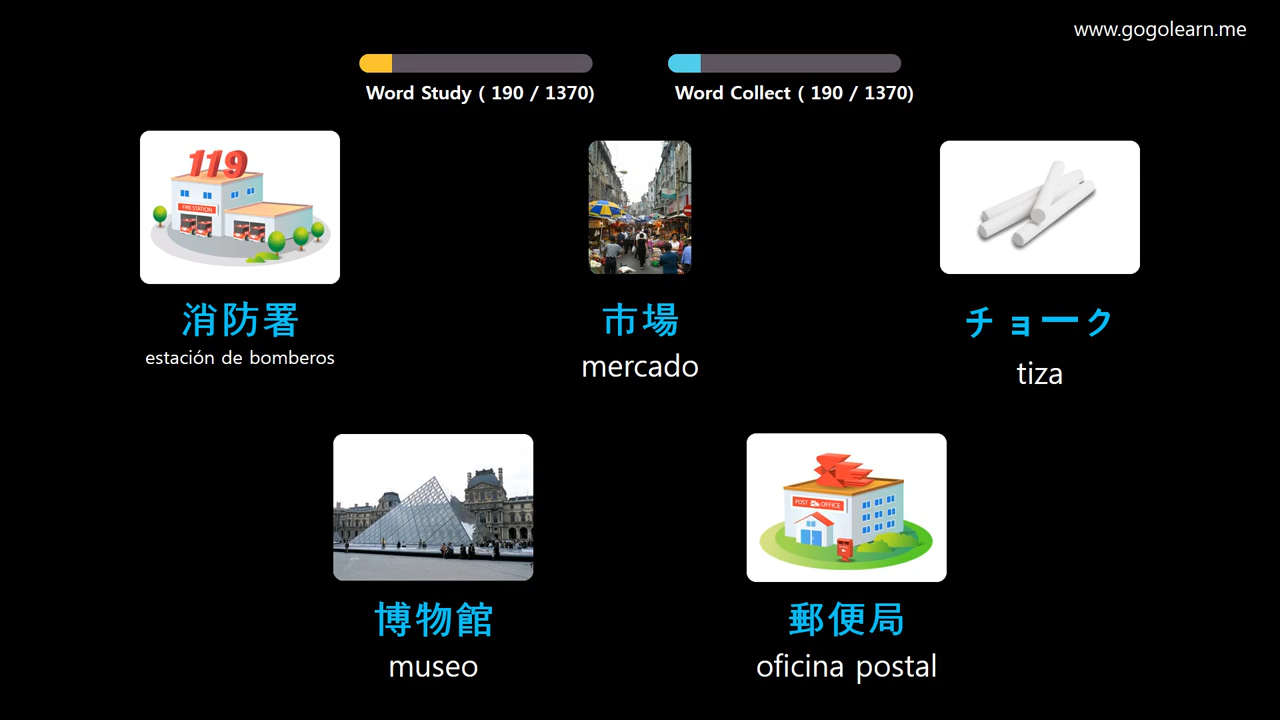 www.gogolearn.me
Word Study ( 190 / 1370)
Word Collect ( 190 / 1370)
119
FIRE STATION
消防署
estación de bomberos
市場
mercado
チョーク
tiza
博物館
museo
POST OFFICE
郵便局
oficina postal